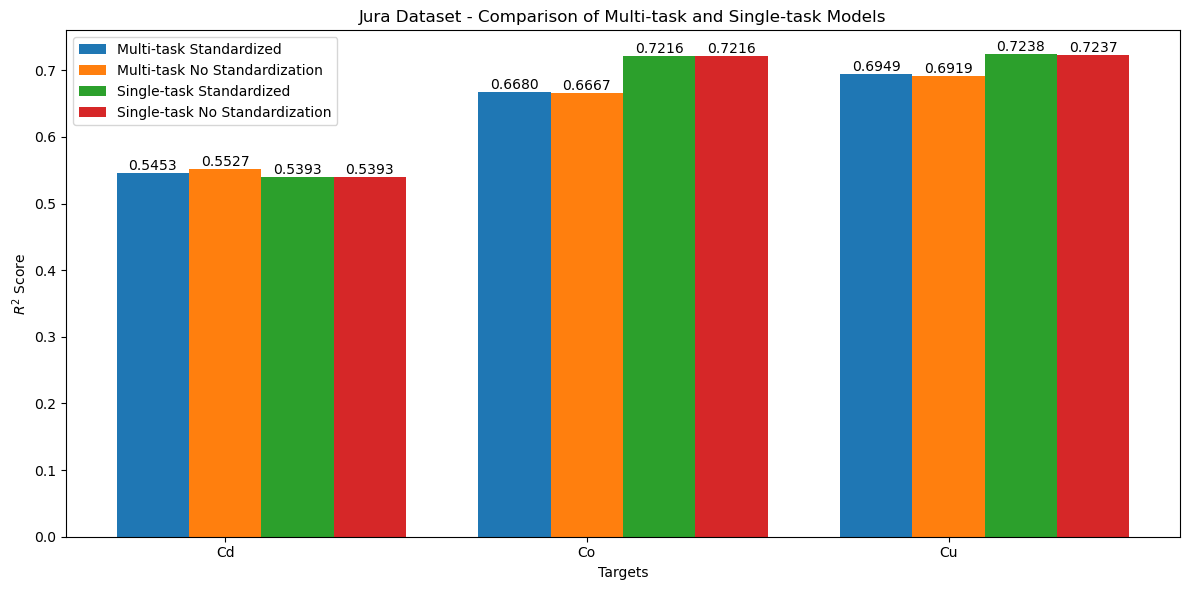 Jura Dataset - Comparison of Multi-task and Single-task Models
Multi-task Standardized
Multi-task No Standardization
Single-task Standardized
Single-task No Standardization
0.5453
0.5527
0.5393
0.5393
0.6680
0.6667
0.7216
0.7216
0.6949
0.6919
0.7238
0.7237
R² Score
0.7
0.6
0.5
0.4
0.3
0.2
0.1
0.0
Cd
Co
Cu
Targets